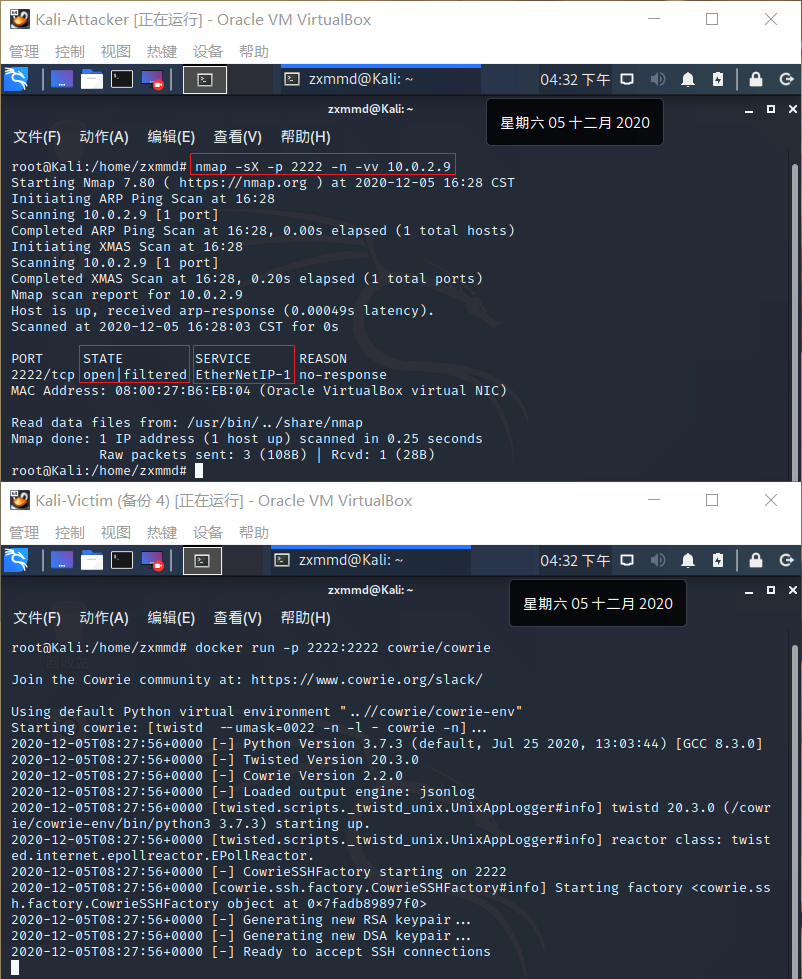 Kali-Attacker [正在运行] - Oracle VM VirtualBox
管理 控制 视图 热键 设备 帮助
zxmmd@Kali: ~ 04:32 下午
zxmmd@Kali: ~
星期六 05 十二月 2020
文件(F) 动作(A) 编辑(E) 查看(V) 帮助(H)
root@Kali:/home/zxmmd# nmap -sX -p 2222 -n -vv 10.0.2.9
Starting Nmap 7.80 ( https://nmap.org ) at 2020-12-05 16:28 CST
Initiating ARP Ping Scan at 16:28
Scanning 10.0.2.9 [1 port]
Completed ARP Ping Scan at 16:28, 0.00s elapsed (1 total hosts)
Initiating XMAS Scan at 16:28
Scanning 10.0.2.9 [1 port]
Completed XMAS Scan at 16:28, 0.20s elapsed (1 total ports)
Nmap scan report for 10.0.2.9
Host is up, received arp-response (0.00049s latency).
Scanned at 2020-12-05 16:28:03 CST for 0s
PORT STATE SERVICE REASON
2222/tcp open|filtered EtherNetIP-1 no-response
MAC Address: 08:00:27:B6:EB:04 (Oracle VirtualBox virtual NIC)
Read data files from: /usr/bin/../share/nmap
Nmap done: 1 IP address (1 host up) scanned in 0.25 seconds
Raw packets sent: 3 (108B) | Rcvd: 1 (28B)
root@Kali:/home/zxmmd#
Kali-Victim (备份 4) [正在运行] - Oracle VM VirtualBox
管理 控制 视图 热键 设备 帮助
zxmmd@Kali: ~ 04:32 下午
zxmmd@Kali: ~
星期六 05 十二月 2020
文件(F) 动作(A) 编辑(E) 查看(V) 帮助(H)
root@Kali:/home/zxmmd# docker run -p 2222:2222 cowrie/cowrie
Join the Cowrie community at: https://www.cowrie.org/slack/
Using default Python virtual environment "..//cowrie/cowrie-env"
Starting cowrie: [twistd  --umask=0022 -n -l - cowrie -n]...
2020-12-05T08:27:56+0000 [-] Python Version 3.7.3 (default, Jul 25 2020, 13:03:44) [GCC 8.3.0]
2020-12-05T08:27:56+0000 [-] Twisted Version 20.3.0
2020-12-05T08:27:56+0000 [-] Cowrie Version 2.2.0
2020-12-05T08:27:56+0000 [-] Loaded output engine: jsonlog
2020-12-05T08:27:56+0000 [twisted.scripts._twistd_unix.UnixAppLogger#info] twistd 20.3.0 (/cowr
ie/cowrie-env/bin/python3 3.7.3) starting up.
2020-12-05T08:27:56+0000 [twisted.scripts._twistd_unix.UnixAppLogger#info] reactor class: twist
ed.internet.epollreactor.EPollReactor.
2020-12-05T08:27:56+0000 [-] CowrieSSHFactory starting on 2222
2020-12-05T08:27:56+0000 [cowrie.ssh.factory.CowrieSSHFactory#info] Starting factory <cowrie.ss
h.factory.CowrieSSHFactory object at 0x7fadb89897f0>
2020-12-05T08:27:56+0000 [-] Generating new RSA keypair...
2020-12-05T08:27:56+0000 [-] Generating new DSA keypair...
2020-12-05T08:27:56+0000 [-] Ready to accept SSH connections